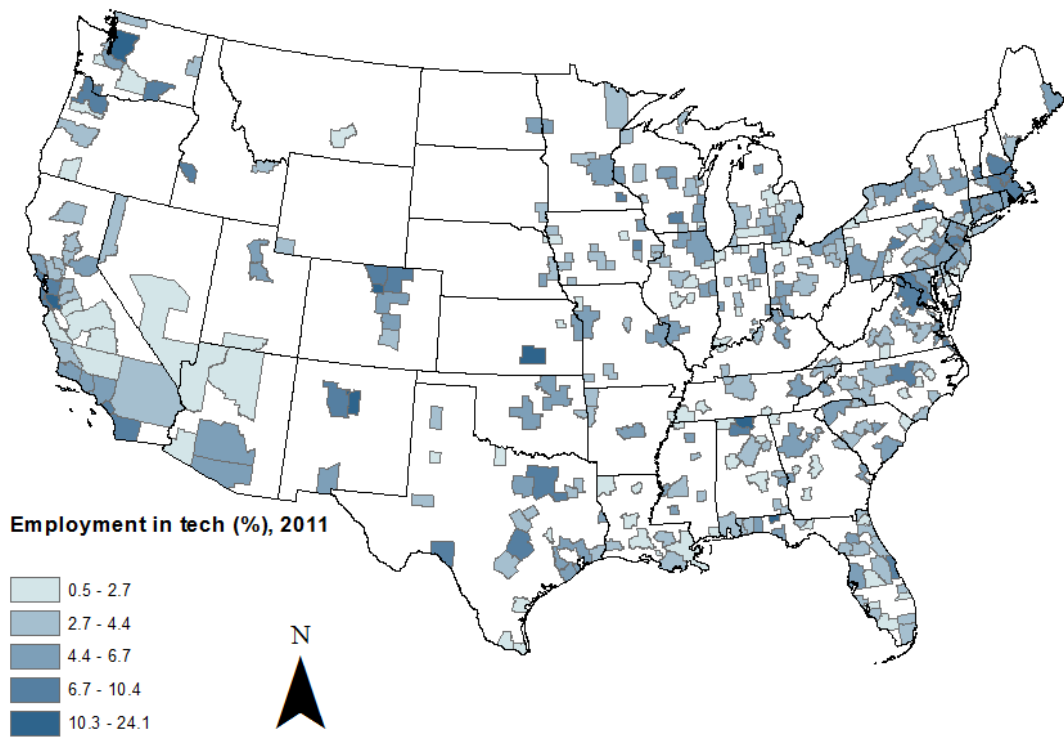 Employment in tech (%), 2011
0.5 - 2.7
2.7 - 4.4
4.4 - 6.7
6.7 - 10.4
10.3 - 24.1
N